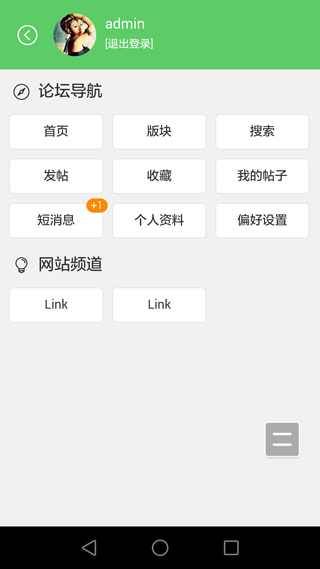 admin
[退出登录]
论坛导航
首页 版块 搜索
发帖 收藏 我的帖子
短消息 +1 个人资料 偏好设置
网站频道
Link Link